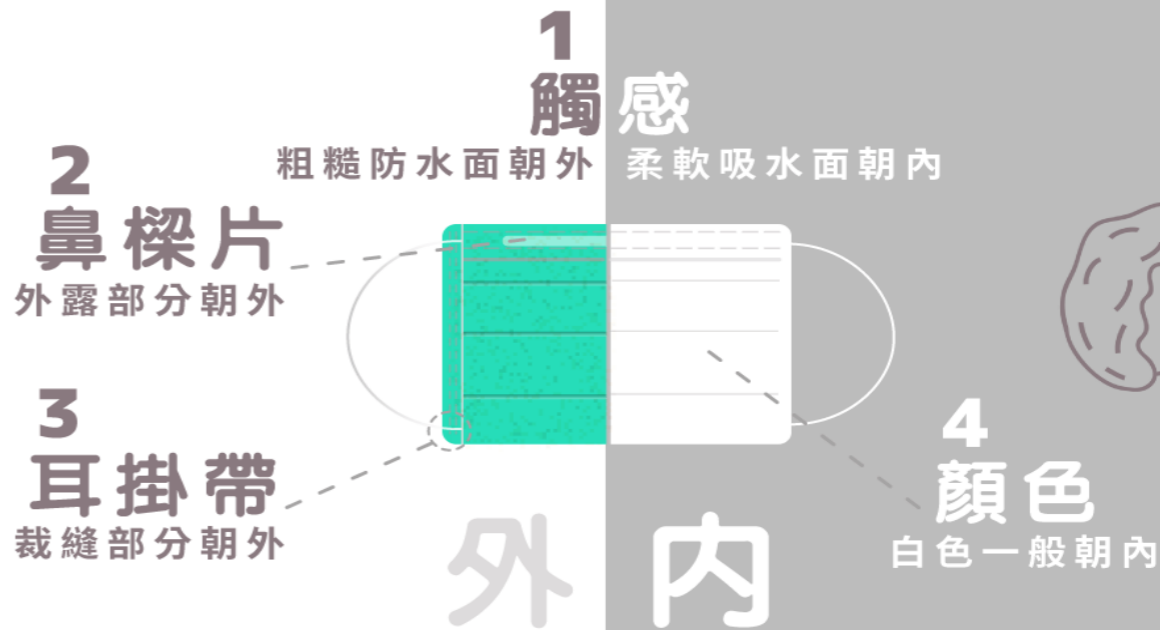 1
觸感
粗糙防水面朝外 柔軟吸水面朝內
2
鼻樑片
外露部分朝外
3
耳掛帶
裁縫部分朝外
4
顏色
白色一般朝內
外 內